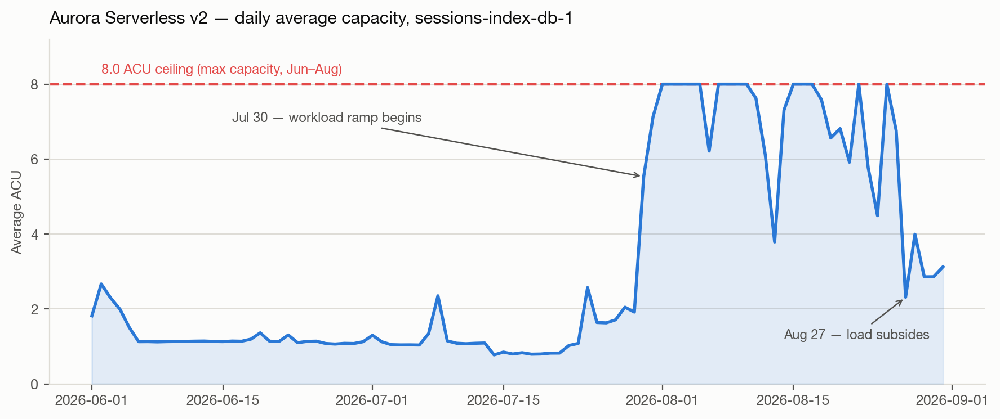 Aurora Serverless v2 — daily average capacity, sessions-index-db-1
8.0 ACU ceiling (max capacity, Jun–Aug)
Jul 30 — workload ramp begins
Aug 27 — load subsides
Average ACU
8
6
4
2
0
2026-06-01
2026-06-15
2026-07-01
2026-07-15
2026-08-01
2026-08-15
2026-09-01